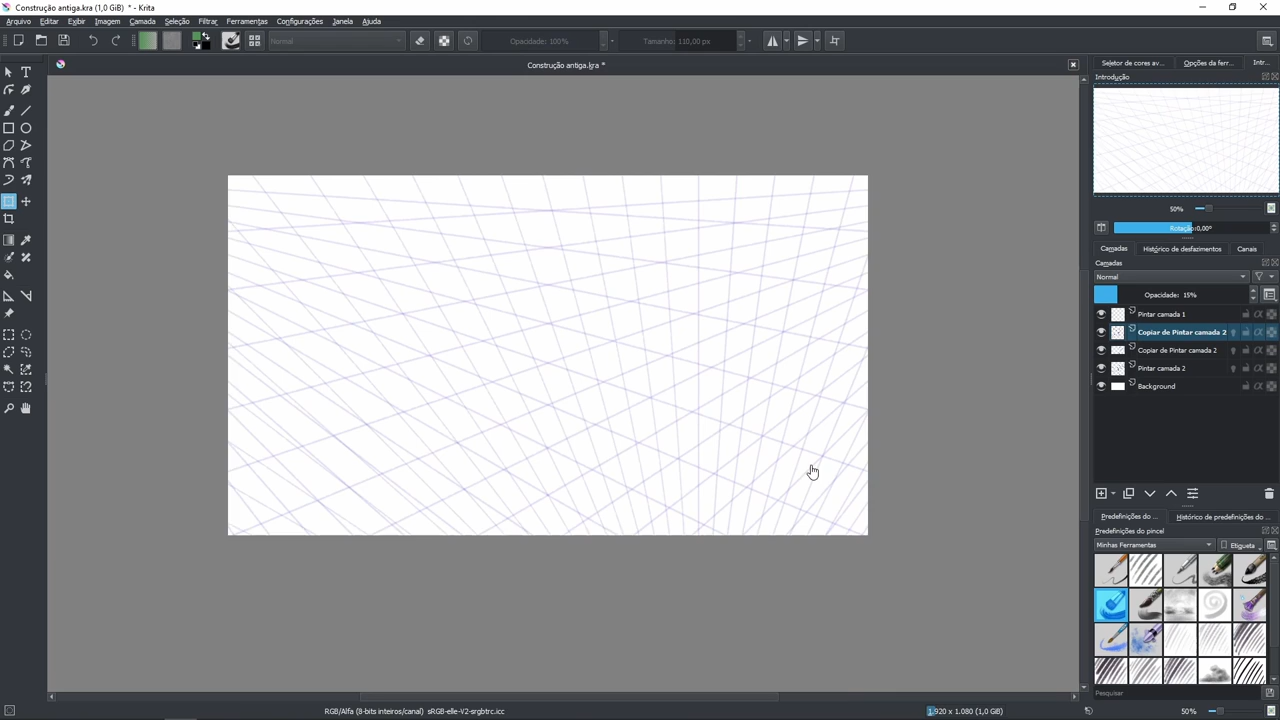 Construção antiga.kra (1,0 GiB) * - Krita
Arquivo Editar Exibir Imagem Camada Seleção Filtrar Ferramentas Configurações Janela Ajuda
Normal Opacidade: 100% Tamanho: 110,00 px
Construção antiga.kra *
Seletor de cores av... Opções da ferr... Intr...
Introdução
50%
Rotação: 0,00°
Camadas Histórico de desfazimentos Canais
Camadas
Normal
Opacidade: 15%
Pintar camada 1
Copiar de Pintar camada 2
Copiar de Pintar camada 2
Pintar camada 2
Background
Predefinições do ... Histórico de predefinições do ...
Predefinições do pincel
Minhas Ferramentas Etiqueta
Pesquisar
RGB/Alfa (8-bits inteiros/canal) sRGB-elle-V2-srgbtrc.icc 1.920 x 1.080 (1,0 GiB) 50%